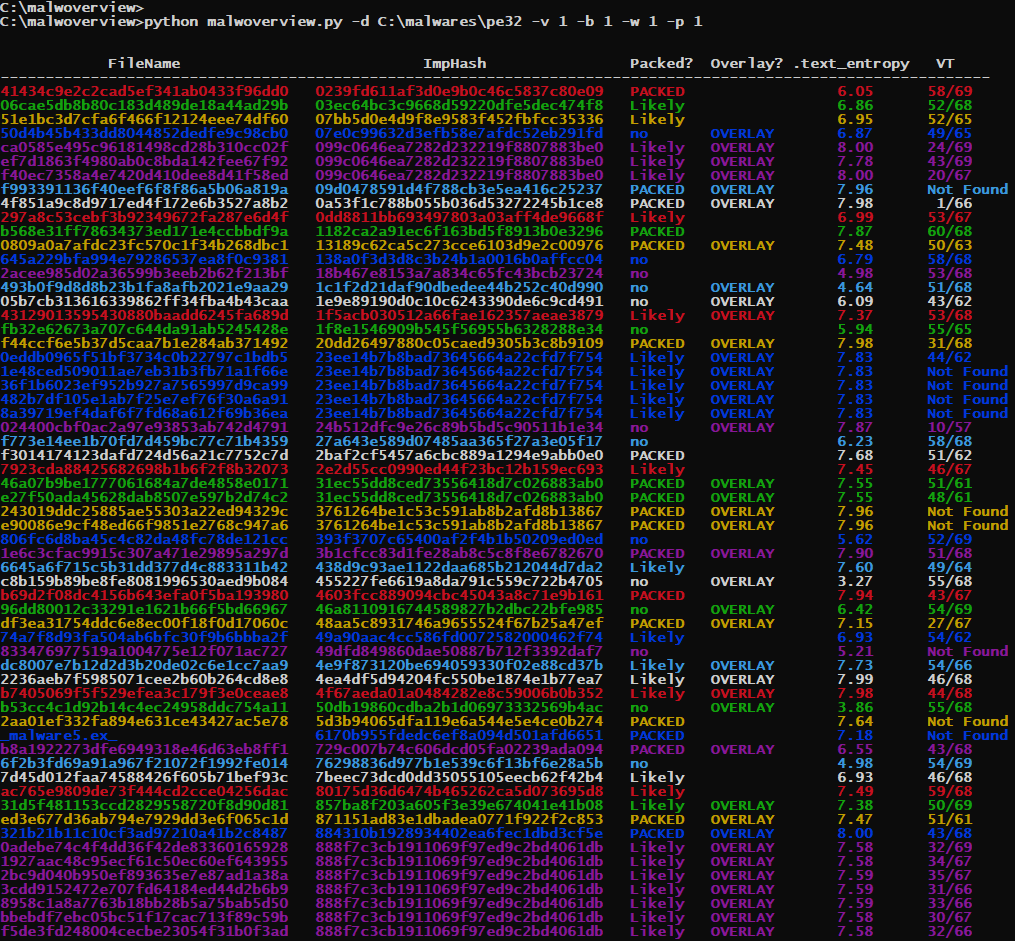 C:\malwoverview>
C:\malwoverview>python malwoverview.py -d C:\malwares\pe32 -v 1 -b 1 -w 1 -p 1
FileName ImpHash Packed? Overlay? .text_entropy VT
41434c9e2c2cad5ef341ab0433f96dd0 0239fd611af3d0e9b0c46c5837c80e09 PACKED 6.05 58/69
06cae5db8b80c183d489de18a44ad29b 03ec64bc3c9668d59220dfe5dec474f8 Likely 6.86 52/68
51e1bc3d7cfa6f466f12124eee74df60 07bb5d0e4d9f8e9583f452fbfcc35336 Likely 6.95 52/65
50d4b45b433dd8044852dedfe9c98cb0 07e0c99632d3efb58e7afdc52eb291fd no OVERLAY 6.87 49/65
ca0585e495c96181498cd28b310cc02f 099c0646ea7282d232219f8807883be0 Likely OVERLAY 8.00 24/69
ef7d1863f4980ab0c8bda142fee67f92 099c0646ea7282d232219f8807883be0 Likely OVERLAY 7.78 43/69
f40ec7358a4e7420d410dee8d41f58ed 099c0646ea7282d232219f8807883be0 Likely OVERLAY 8.00 20/67
f993391136f40eef6f8f86a5b06a819a 09d0478591d4f788cb3e5ea416c25237 PACKED OVERLAY 7.96 Not Found
4f851a9c8d9717ed4f172e6b3527a8b2 0a53f1c788b055b036d53272245b1ce8 PACKED OVERLAY 7.98 1/66
297a8c53cebf3b92349672fa287e6d4f 0dd8811bb693497803a03aff4de9668f Likely 6.99 53/67
b568e31ff78634373ed171e4ccbbdf9a 1182ca2a91ec6f163bd5f8913b0e3296 PACKED 7.87 60/68
0809a0a7afdc23fc570c1f34b268dbc1 13189c62ca5c273cce6103d9e2c00976 PACKED OVERLAY 7.48 50/63
645a229bfa994e79286537ea8f0c9381 138a0f3d3d8c3b24b1a0016b0affcc04 no 6.79 58/68
2acee985d02a36599b3eeb2b62f213bf 18b467e8153a7a834c65fc43bcb23724 no 4.98 53/68
493b0f9d8d8b23b1fa8afb2021e9aa29 1c1f2d21daf90dbedee44b252c40d990 no OVERLAY 4.64 51/68
05b7cb313616339862ff34fba4b43caa 1e9e89190d0c10c6243390de6c9cd491 no 6.09 43/62
43129013595430880baadd6245fa689d 1f5acb030512a66fae162357aeae3879 Likely 7.37 53/68
fb32e62673a707c644da91ab5245428e 1f8e1546909b545f56955b6328288e34 no 5.94 55/65
f44ccf6e5b37d5caa7b1e284ab371492 20dd26497880c05caed9305b3c8b9109 PACKED OVERLAY 7.98 31/68
0eddb0965f51bf3734c0b22797c1bdb5 23ee14b7b8bad73645664a22cfd7f754 Likely OVERLAY 7.83 44/62
1e48ced509011ae7eb31b3fb71a1f66e 23ee14b7b8bad73645664a22cfd7f754 Likely OVERLAY 7.83 Not Found
36f1b6023ef952b927a7565997d9ca99 23ee14b7b8bad73645664a22cfd7f754 Likely OVERLAY 7.83 Not Found
482b7df105e1ab7f25e7ef76f30a6a91 23ee14b7b8bad73645664a22cfd7f754 Likely OVERLAY 7.83 Not Found
8a39719ef4daf6f7fd68a612f69b36ea 23ee14b7b8bad73645664a22cfd7f754 Likely OVERLAY 7.83 Not Found
024400cbf0ac2a97e93853ab742d4791 24b512dfc9e26c89b5bd5c90511b1e34 no OVERLAY 7.87 10/57
f773e14ee1b70fd7d459bc77c71b4359 27a643e589d07485aa365f27a3e05f17 no 6.23 58/68
f3014174123dafd724d56a21c7752c7d 2baf2cf5457a6cbc889a1294e9abb0e0 PACKED 7.68 51/62
7923cda88425682698b1b6f2f8b32073 2e2d55cc0990ed44f23bc12b159ec693 Likely 7.45 46/67
46a07b9be1777061684a7de4858e0171 31ec55dd8ced73556418d7c026883ab0 PACKED OVERLAY 7.55 51/61
e27f50ada45628dab8507e597b2d74c2 31ec55dd8ced73556418d7c026883ab0 PACKED OVERLAY 7.55 48/61
243019ddc25885ae55303a22ed94329c 3761264be1c53c591ab8b2afd8b13867 PACKED OVERLAY 7.96 Not Found
e90086e9cf48ed66f9851e2768c947a6 3761264be1c53c591ab8b2afd8b13867 PACKED OVERLAY 7.96 Not Found
806fc6d8ba45c4c82da48fc78de121cc 393f3707c65400af2f4b1b50209ed0ed no 5.62 52/69
1e6c3cfac9915c307a471e29895a297d 3b1cfcc83d1fe28ab8c5c8f8e6782670 PACKED OVERLAY 7.90 51/68
6645a6f715c5b31dd377d4c883311b42 438d9c93ae1122daa685b212044d7da2 Likely 7.60 49/64
c8b159b89be8fe8081996530aed9b084 455227fe6619a8da791c559c722b4705 no OVERLAY 3.27 55/68
b69d2f08dc4156b643efa0f5ba193980 4603fcc889094cbc45043a8c71e9b161 PACKED 7.94 43/67
96dd80012c33291e1621b66f5bd66967 46a8110916744589827b2dbc22bfe985 no OVERLAY 6.42 54/69
df3ea31754ddc6e8ec00f18f0d17060c 48aa5c8931746a9655524f67b25a47ef PACKED OVERLAY 7.15 27/67
74a7f8d93fa504ab6bfc30f9b6bbba2f 49a90aac4cc586fd0072582000462f74 Likely 6.93 54/62
833476977519a1004775e12f071ac727 49dfd849860dae50887b712f3392daf7 no 5.21 Not Found
dc8007e7b12d2d3b20de02c6e1cc7aa9 4e9f873120be694059330f02e88cd37b Likely OVERLAY 7.73 54/66
2236aeb7f5985071cee2b60b264cd8e8 4ea4df5d94204fc550be1874e1b77ea7 Likely OVERLAY 7.99 46/68
b7405069f5f529efea3c179f3e0ceae8 4f67aeda01a0484282e8c59006b0b352 Likely OVERLAY 7.98 44/68
b53cc4c1d92b14c4ec24958ddc754a11 50db19860cdba2b1d06973332569b4ac no OVERLAY 3.86 55/68
2aa01ef332fa894e631ce43427ac5e78 5d3b94065dfa119e6a544e5e4ce0b274 PACKED 7.64 Not Found
_malware5.ex_ 6170b955fdedc6ef8a094d501afd6651 PACKED 7.18 Not Found
b8a1922273dfe6949318e46d63eb8ff1 729c007b74c606dcd05fa02239ada094 PACKED OVERLAY 6.55 43/68
6f2b3fd69a91a967f21072f1992fe014 76298836d977b1e539c6f13bf6e28a5b no 4.98 54/69
7d45d012faa74588426f605b71bef93c 7beec73dcd0dd35055105eecb62f42b4 Likely 6.93 46/68
ac765e9809de73f444cd2cce04256dac 80175d36d6474b465262ca5d073695d8 Likely 7.49 59/68
31d5f481153ccd2829558720f8d90d81 857ba8f203a605f3e39e674041e41b08 Likely OVERLAY 7.38 50/69
ed3e677d36ab794e7929dd3e6f065c1d 871151ad83e1dbadea0771f922f2c853 PACKED OVERLAY 7.47 51/61
321b21b11c10cf3ad97210a41b2c8487 884310b1928934402ea6fec1dbd3cf5e PACKED OVERLAY 8.00 43/68
0adebe74c4f4dd36f42de83360165928 888f7c3cb1911069f97ed9c2bd4061db Likely OVERLAY 7.58 32/69
1927aac48c95ecf61c50ec60ef643955 888f7c3cb1911069f97ed9c2bd4061db Likely OVERLAY 7.58 34/67
2bc9d040b950ef893635e7e87ad1a38a 888f7c3cb1911069f97ed9c2bd4061db Likely OVERLAY 7.59 35/67
3cdd9152472e707fd64184ed44d2b6b9 888f7c3cb1911069f97ed9c2bd4061db Likely OVERLAY 7.59 31/66
8958c1a8a7763b18bb28b5a75bab5d50 888f7c3cb1911069f97ed9c2bd4061db Likely OVERLAY 7.59 33/66
bbebdf7ebc05bc51f17cac713f89c59b 888f7c3cb1911069f97ed9c2bd4061db Likely OVERLAY 7.58 30/67
f5de3fd248004cecbe23054f31b0f3ad 888f7c3cb1911069f97ed9c2bd4061db Likely OVERLAY 7.58 32/66